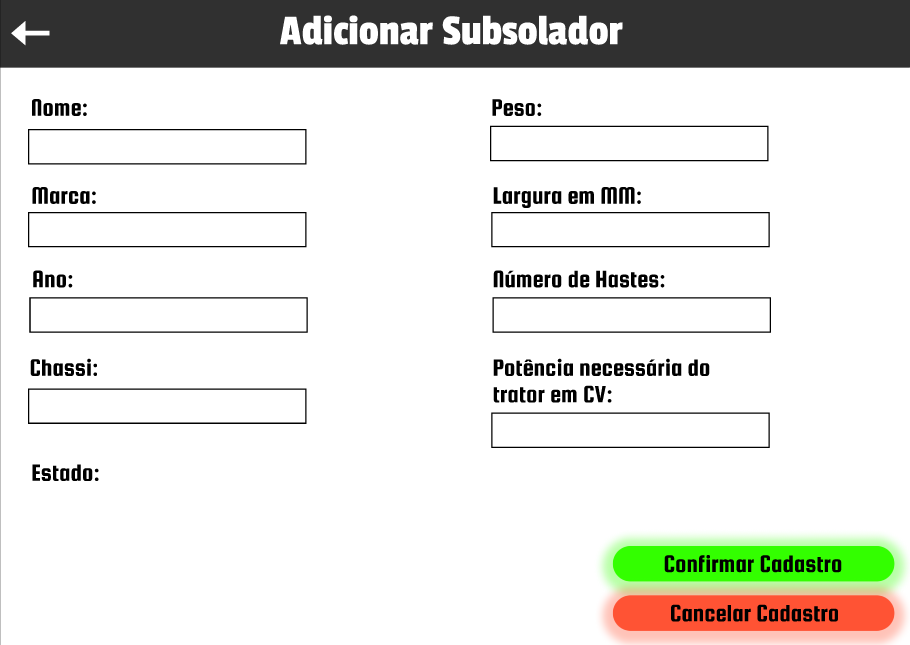 Adicionar Subsolador
Nome:
Marca:
Ano:
Chassi:
Estado:
Peso:
Largura em MM:
Número de Hastes:
Potência necessária do
trator em CV:
Confirmar Cadastro
Cancelar Cadastro